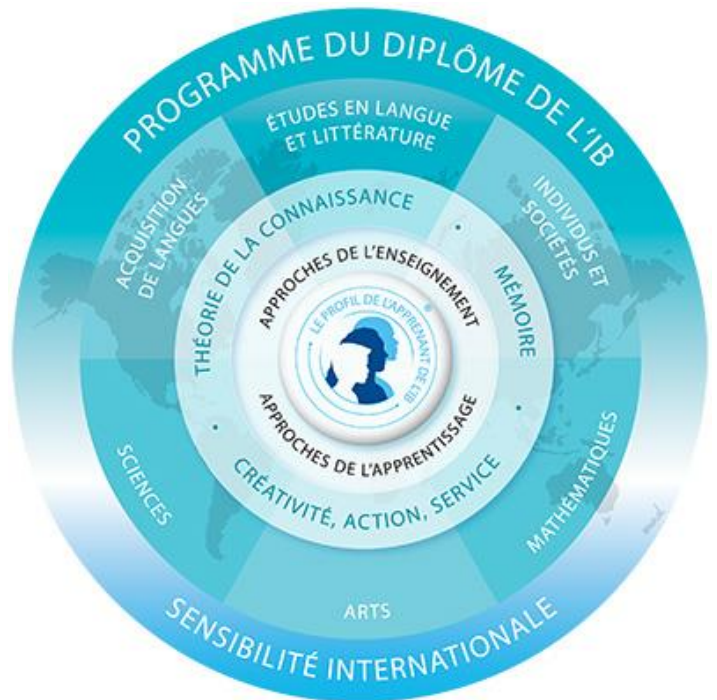 PROGRAMME DU DIPLÔME DE L'IB
ÉTUDES EN LANGUE
ET LITTÉRATURE
ACQUISITION
DE LANGUES
INDIVIDUS ET
SOCIÉTÉS
THÉORIE DE LA CONNAISSANCE
MÉMOIRE
APPROCHES DE L'ENSEIGNEMENT
LE PROFIL DE L'APPRENANT DE L'IB
®
APPROCHES DE L'APPRENTISSAGE
CRÉATIVITÉ, ACTION, SERVICE
SCIENCES
MATHÉMATIQUES
ARTS
SENSIBILITÉ INTERNATIONALE